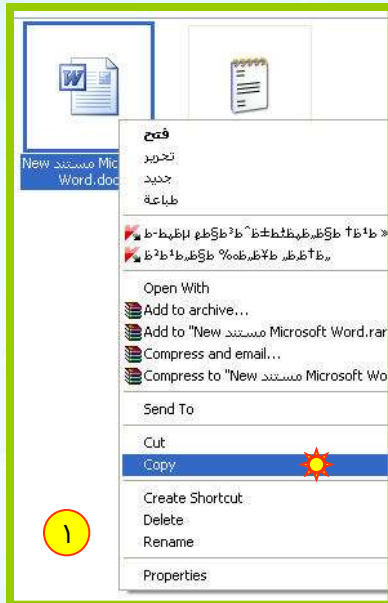 New مستند Mic
Word.doc
فتح
تحرير
جديد
طباعة
Open With
Add to archive...
Add to "New مستند Microsoft Word.rar
Compress and email...
Compress to "New مستند Microsoft Wo
Send To
Cut
Copy
Create Shortcut
Delete
Rename
Properties
١